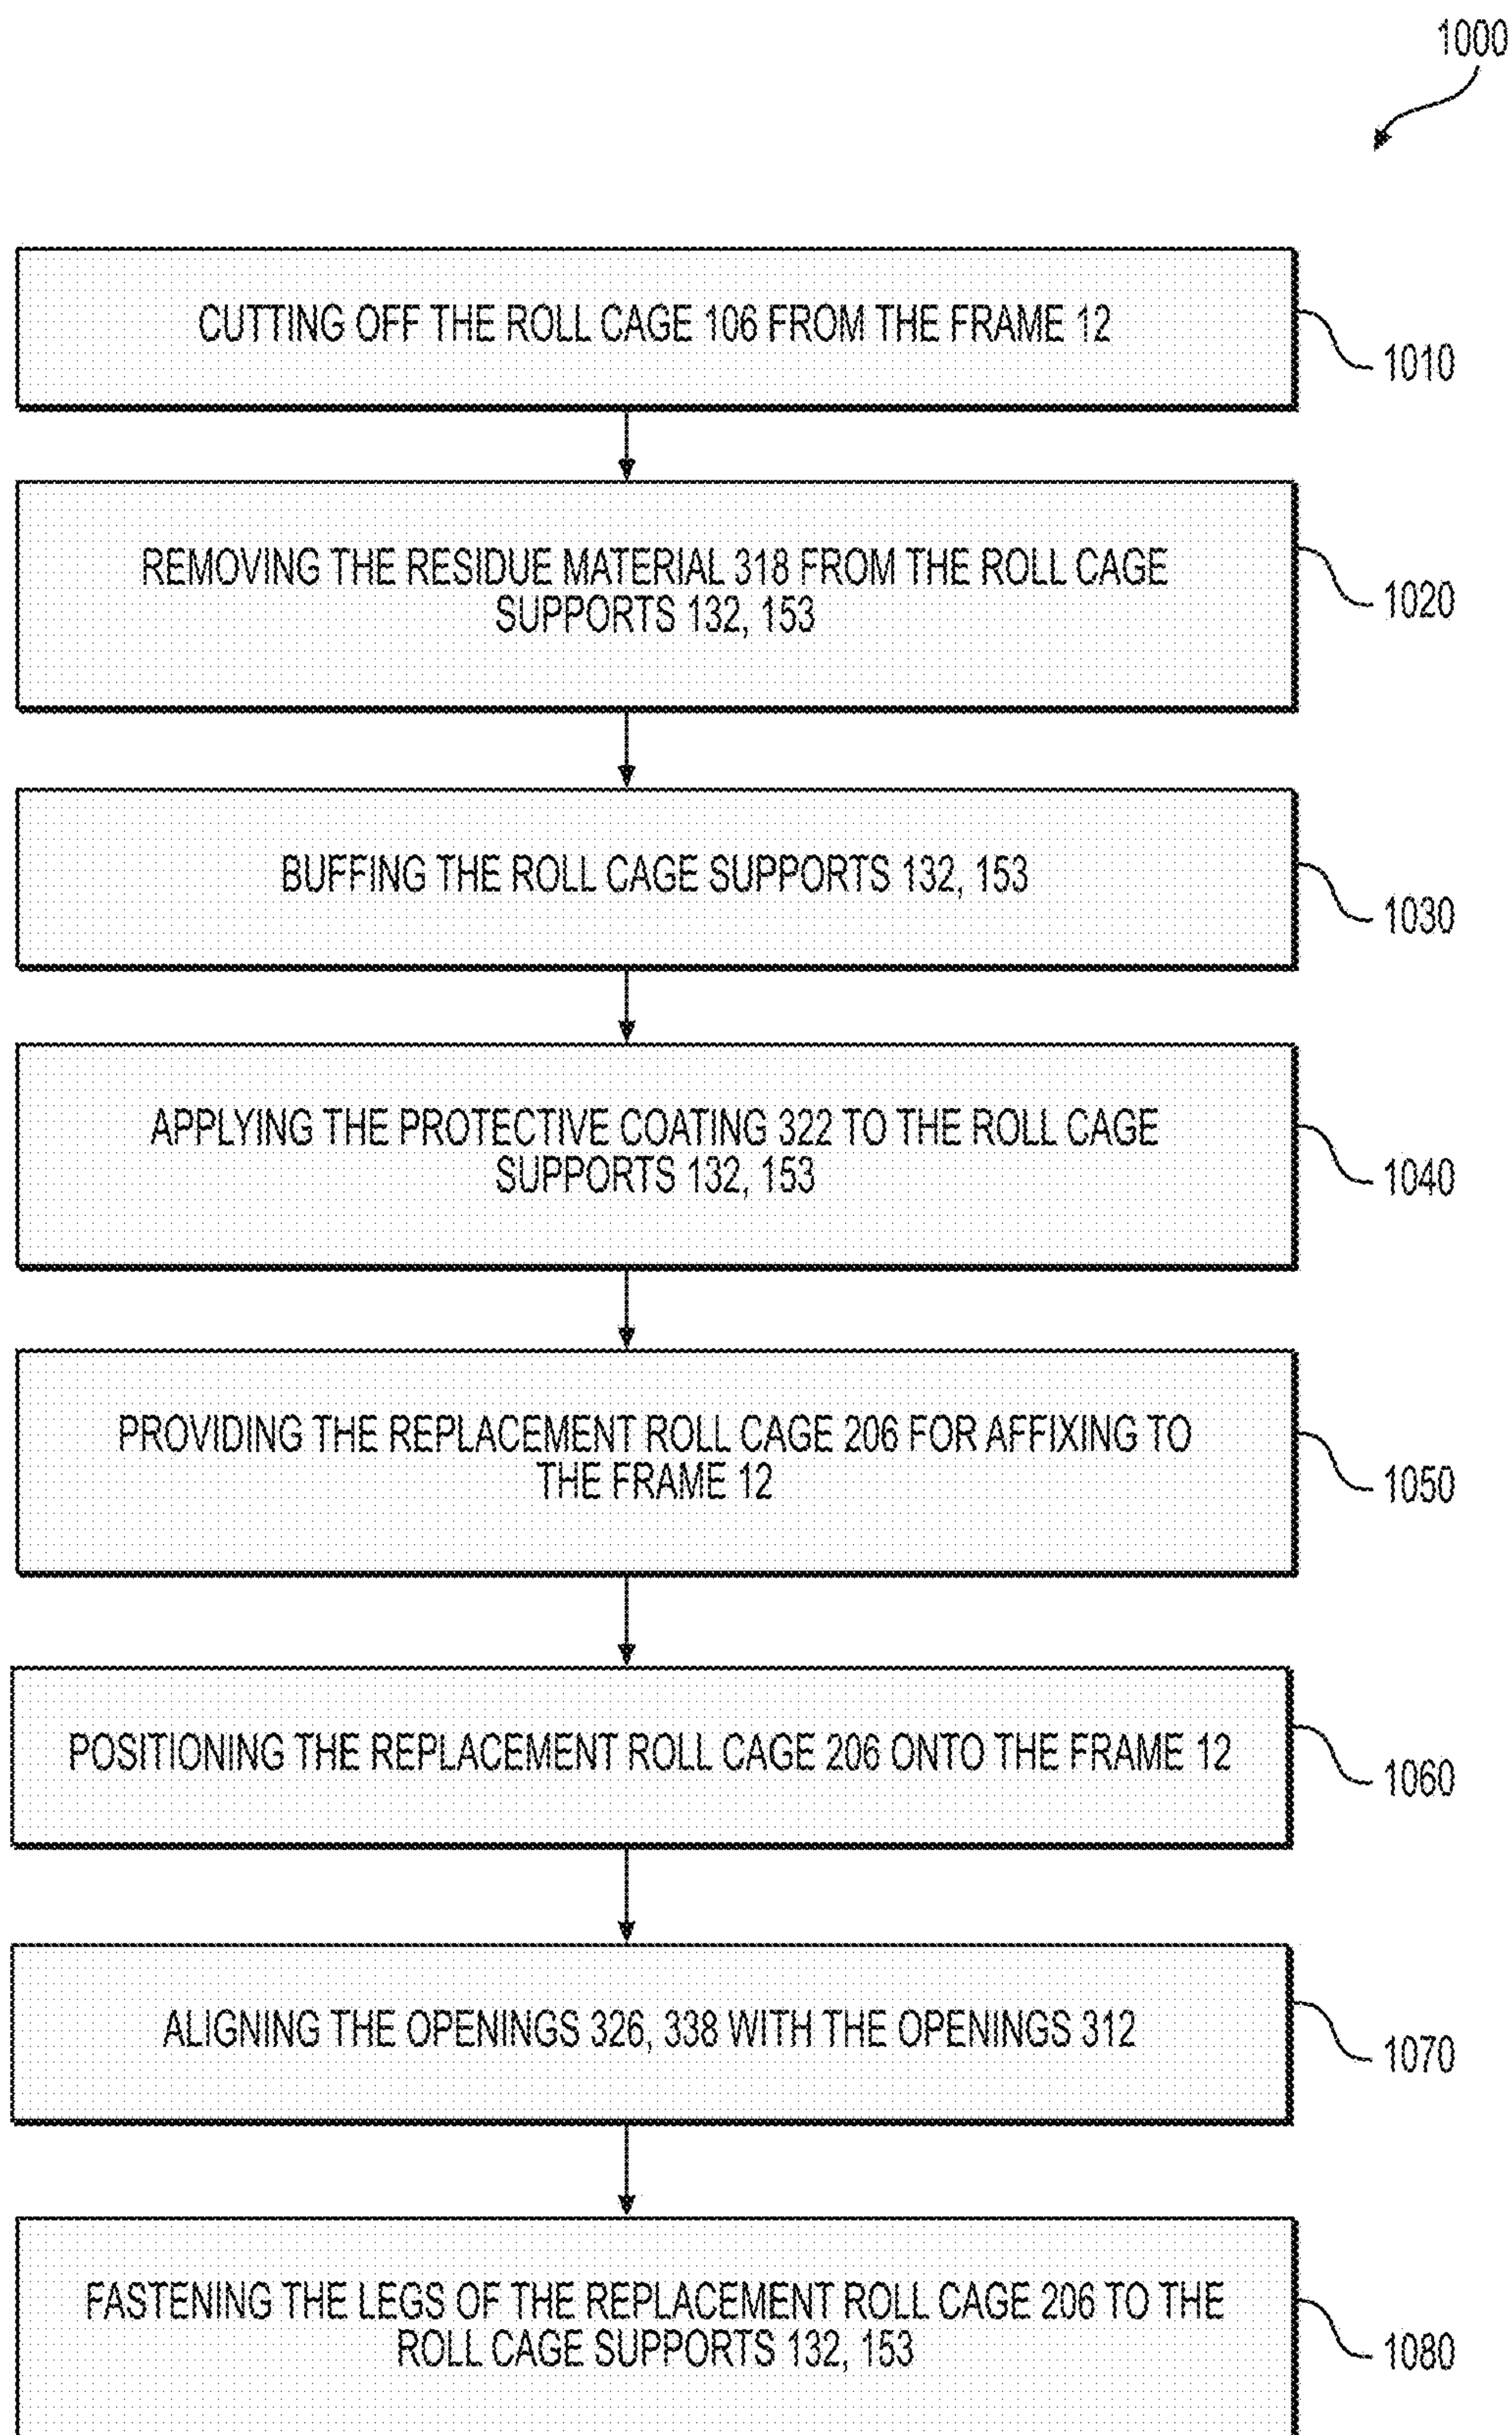 1000
CUTTING OFF THE ROLL CAGE 106 FROM THE FRAME 12
1010
REMOVING THE RESIDUE MATERIAL 318 FROM THE ROLL CAGE
SUPPORTS 132, 153
1020
BUFFING THE ROLL CAGE SUPPORTS 132, 153
1030
APPLYING THE PROTECTIVE COATING 322 TO THE ROLL CAGE
SUPPORTS 132, 153
1040
PROVIDING THE REPLACEMENT ROLL CAGE 206 FOR AFFIXING TO
THE FRAME 12
1050
POSITIONING THE REPLACEMENT ROLL CAGE 206 ONTO THE FRAME 12
1060
ALIGNING THE OPENINGS 326, 338 WITH THE OPENINGS 312
1070
FASTENING THE LEGS OF THE REPLACEMENT ROLL CAGE 206 TO THE
ROLL CAGE SUPPORTS 132, 153
1080